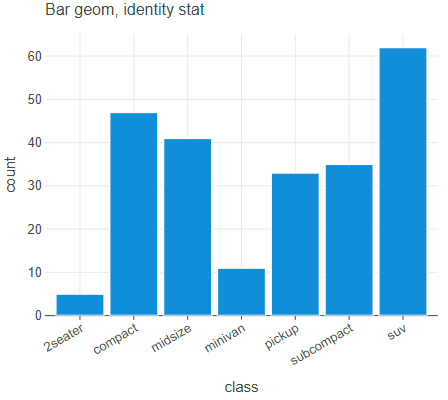 Bar geom, identity stat
60
50
40
30
20
10
0
count
2seater
compact
midsize
minivan
pickup
subcompact
suv
class